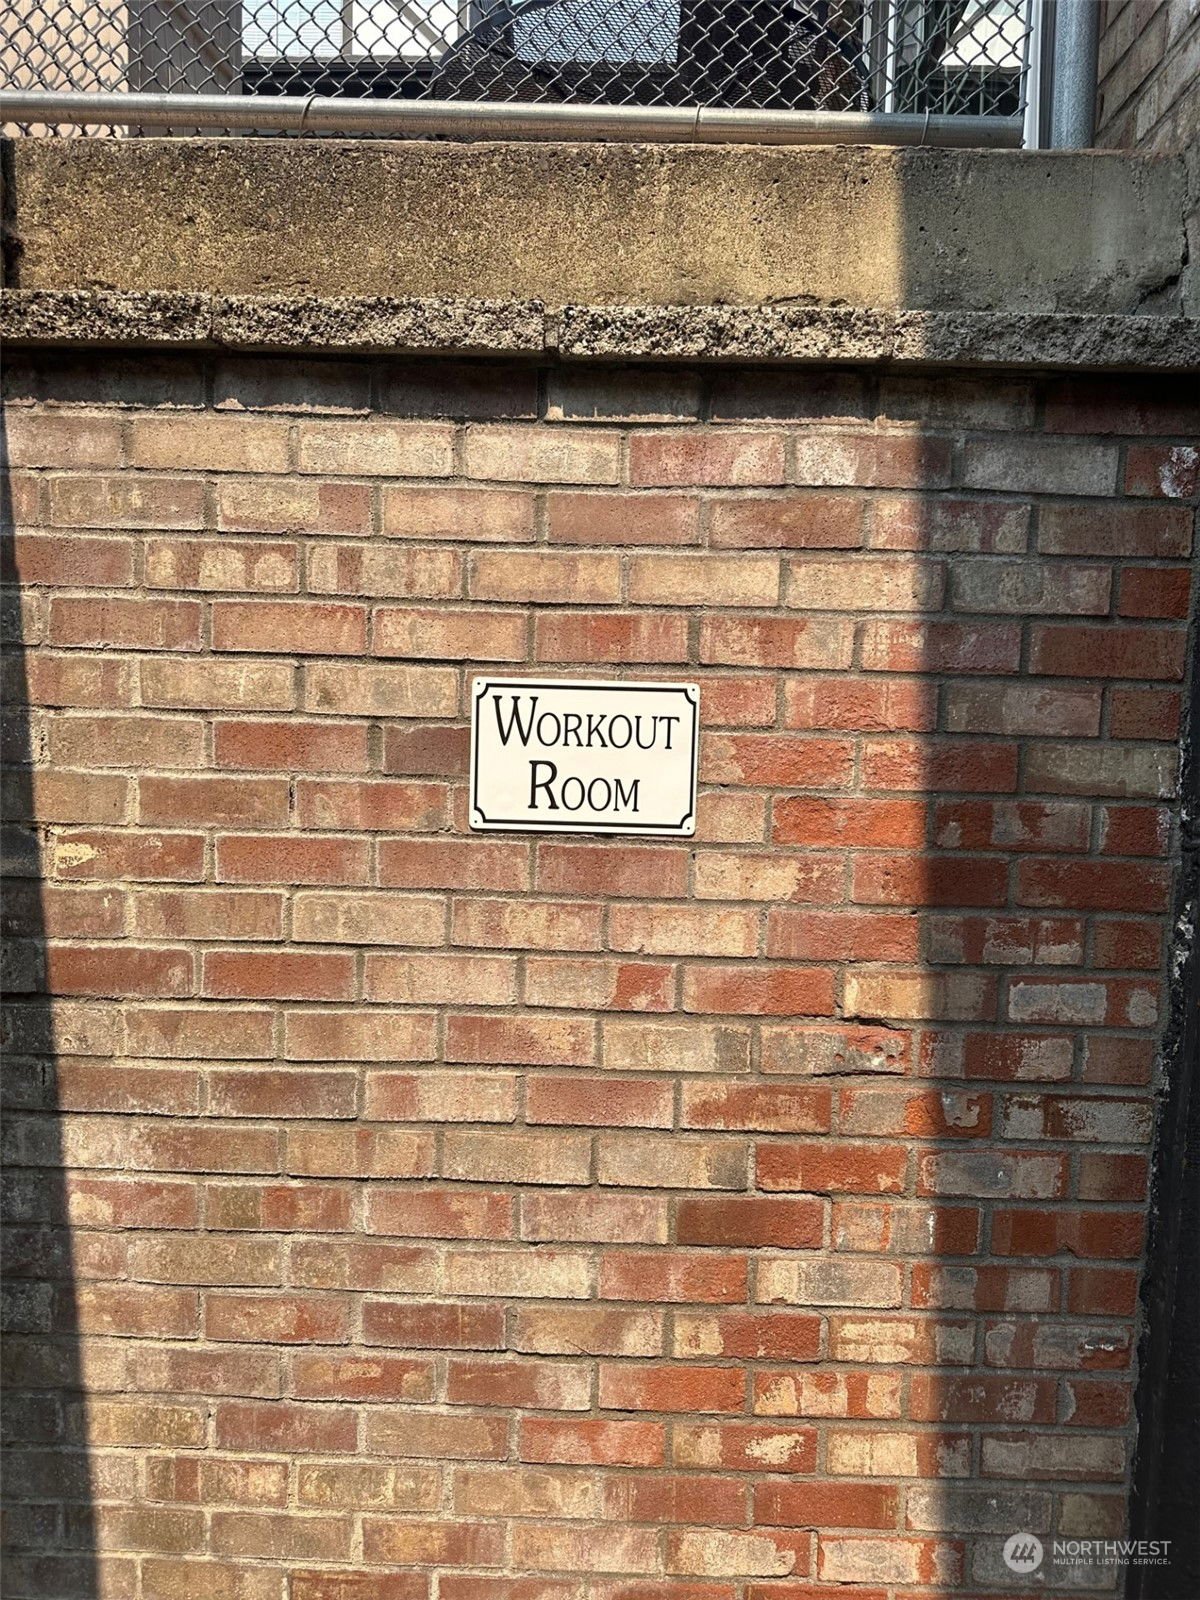 WORKOUT
ROOM
NORTHWEST
MULTIPLE LISTING SERVICE